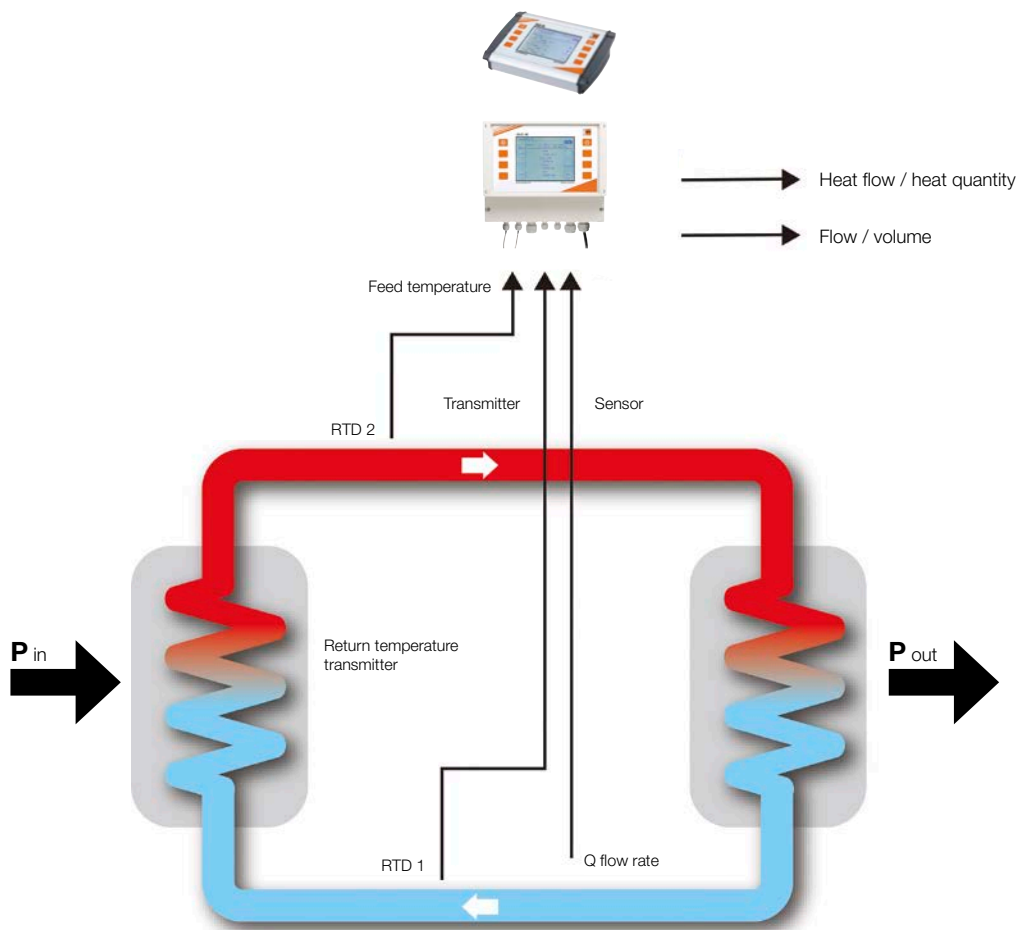 Heat flow / heat quantity
Flow / volume
Feed temperature
Transmitter
Sensor
RTD 2
P in
Return temperature
transmitter
P out
RTD 1
Q flow rate